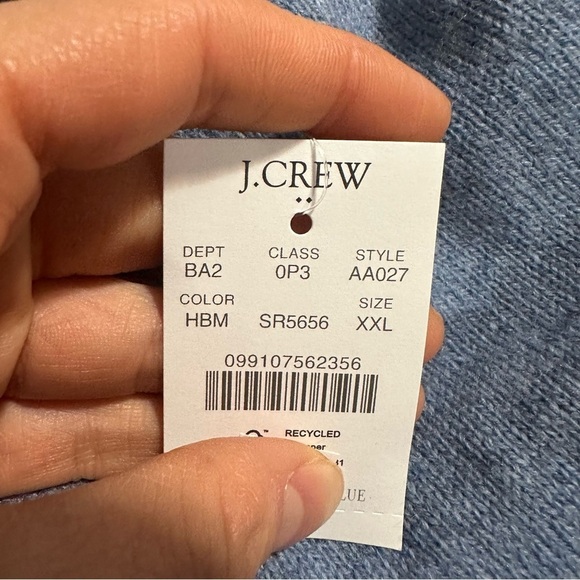 J.CREW
DEPT CLASS STYLE
BA2 0P3 AA027
COLOR SIZE
HBM SR5656 XXL
099107562356
RECYCLED